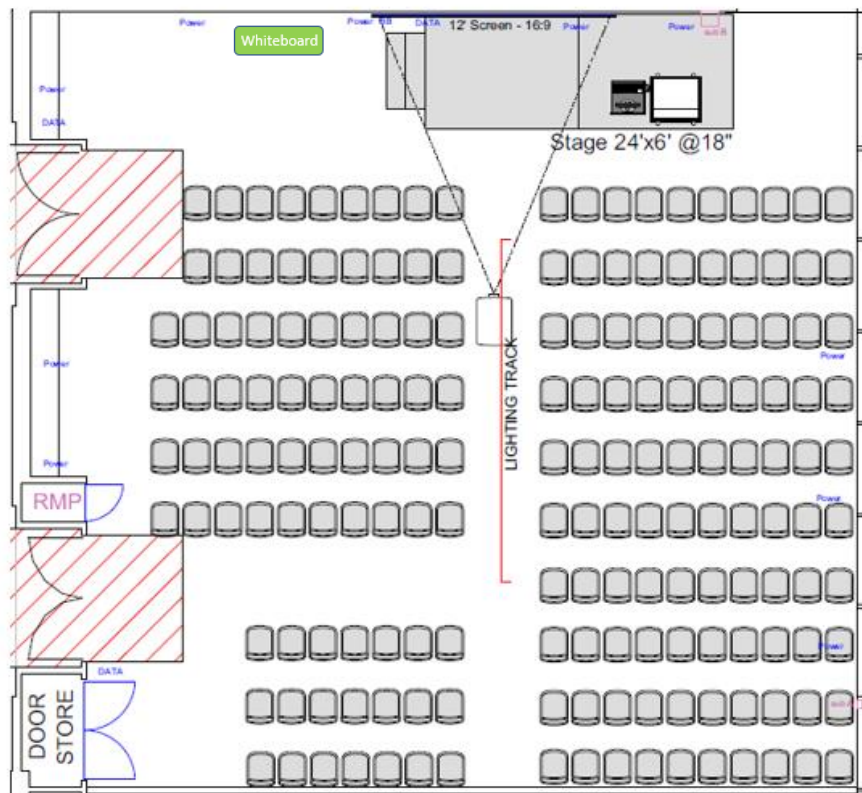 Power
Whiteboard
Power
DATA
12' Screen - 16:9
Power
Power
Power
DATA
Stage 24'x6' @18"
Power
Power
LIGHTING TRACK
Power
RMP
Power
Power
DATA
DOOR
STORE